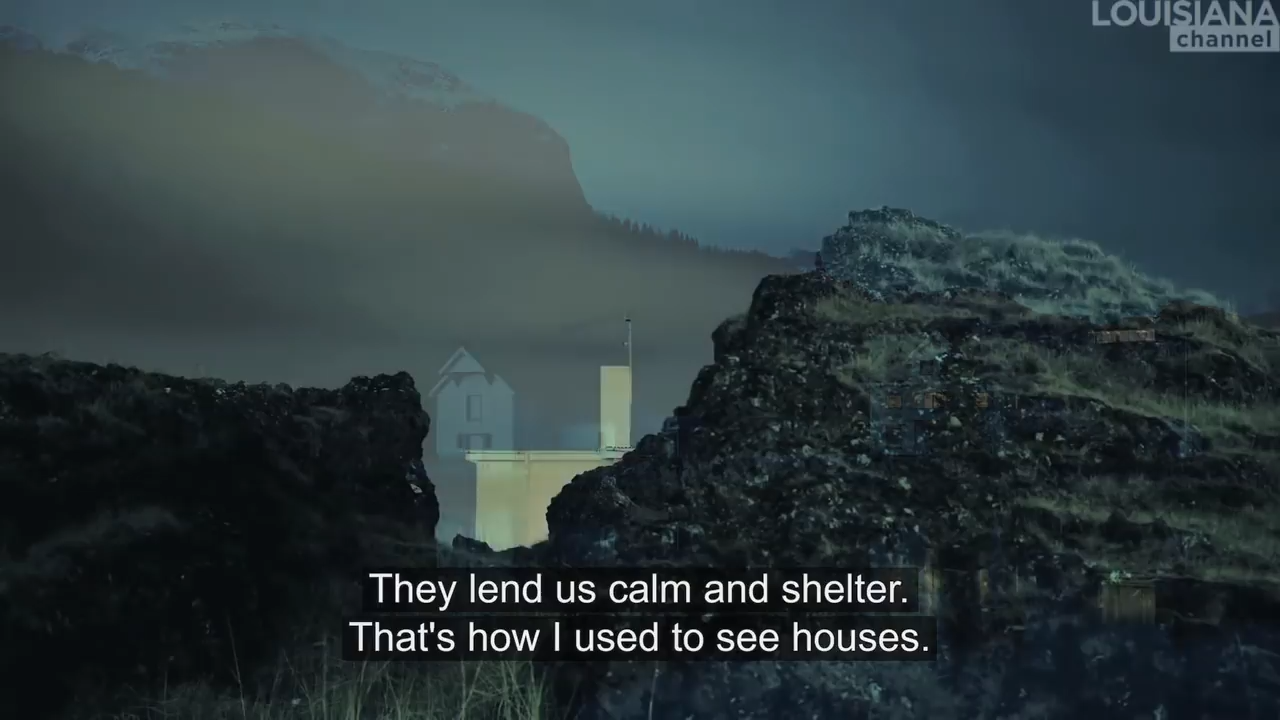 LOUISIANA
channel
They lend us calm and shelter.
That's how I used to see houses.